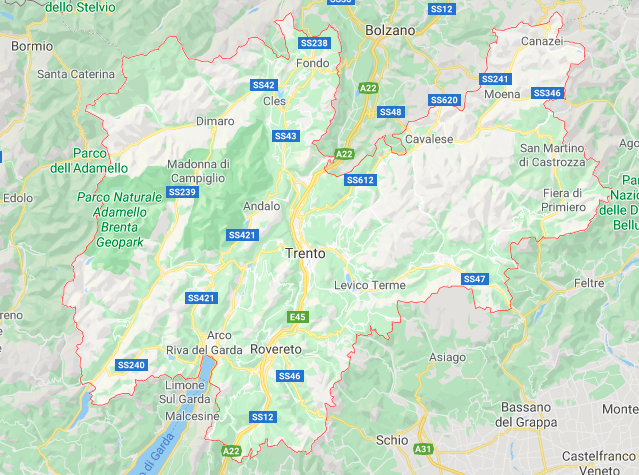 dello Stelvio
SS38
SS12
Bormio
Bolzano
SS238
Canazei
Santa Caterina
Fondo
SS241
SS42
A22
Cles
Moena
SS346
SS620
SS48
Dimaro
SS43
Cavalese
Parco
dell'Adamello
A22
San Martino
di Castrozza
Ago
Madonna di
Campiglio
SS612
Par
Nazio
delle D
Bellu
Edolo
SS239
Parco Naturale
Adamello
Brenta
Geopark
Andalo
Fiera di
Primiero
SS421
Trento
SS47
Levico Terme
Feltre
SS421
reno
E45
Arco
Riva del Garda
Rovereto
Asiago
SS240
SS46
Limone
Sul Garda
Malcesine
SS12
Bassano
del Grappa
Monte
di Garda
A22
Schio
A31
Castelfranco
Veneto